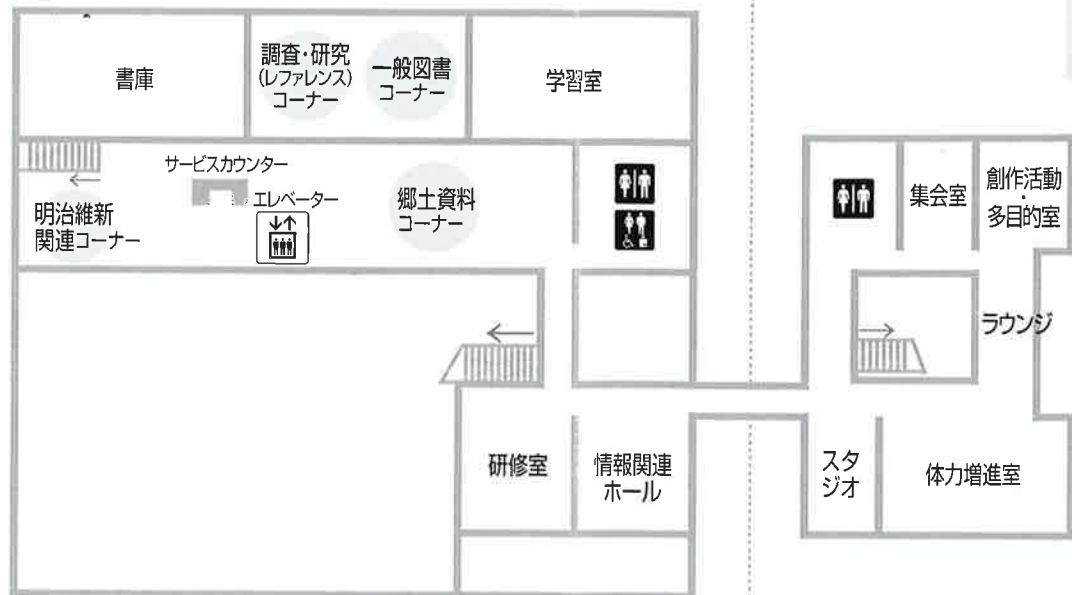 書庫
調査・研究
(レファレンス)
コーナー
一般図書
コーナー
学習室
サービスカウンター
エレベーター
明治維新
関連コーナー
郷土資料
コーナー
集会室
創作活動
・
多目的室
ラウンジ
研修室
情報関連
ホール
スタ
ジオ
体力増進室